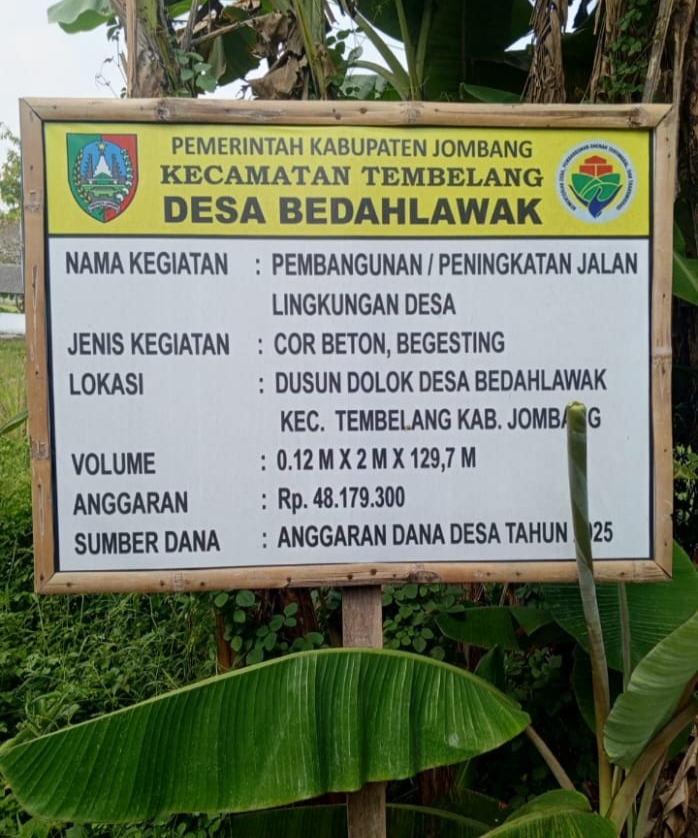 PEMERINTAH KABUPATEN JOMBANG
KECAMATAN TEMBELANG
DESA BEDAHLAWAK
NAMA KEGIATAN : PEMBANGUNAN / PENINGKATAN JALAN
LINGKUNGAN DESA
JENIS KEGIATAN : COR BETON, BEGESTING
LOKASI : DUSUN DOLOK DESA BEDAHLAWAK
KEC. TEMBELANG KAB. JOMBANG
VOLUME : 0.12 M X 2 M X 129,7 M
ANGGARAN : Rp. 48.179.300
SUMBER DANA : ANGGARAN DANA DESA TAHUN 2025